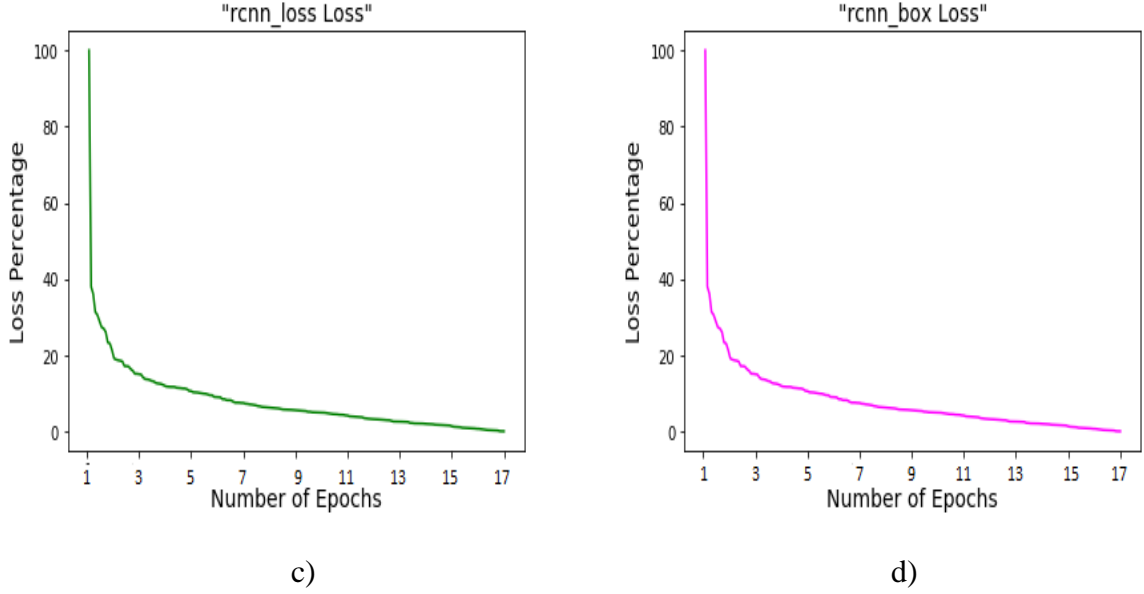 "rcnn_loss Loss"
100
80
60
40
20
0
Loss Percentage
1 3 5 7 9 11 13 15 17
Number of Epochs
c)
"rcnn_box Loss"
100
80
60
40
20
0
Loss Percentage
1 3 5 7 9 11 13 15 17
Number of Epochs
d)